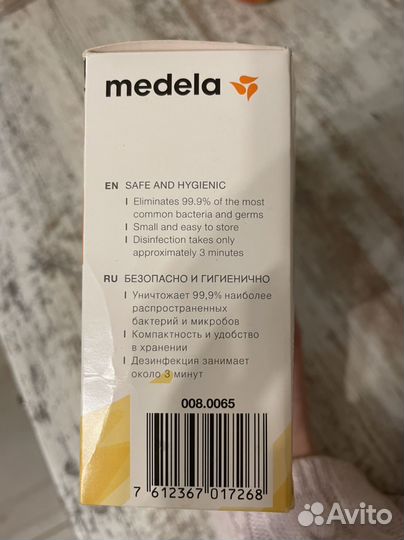 medela
EN SAFE AND HYGIENIC
I Eliminates 99.9% of the most
common bacteria and germs
I Small and easy to store
I Disinfection takes only
approximately 3 minutes
RU БЕЗОПАСНО И ГИГИЕНИЧНО
I Уничтожает 99,9% наиболее
распространенных
бактерий и микробов
I Компактность и удобство
в хранении
I Дезинфекция занимает
около 3 минут
008.0065
7 612367 017268
Avito